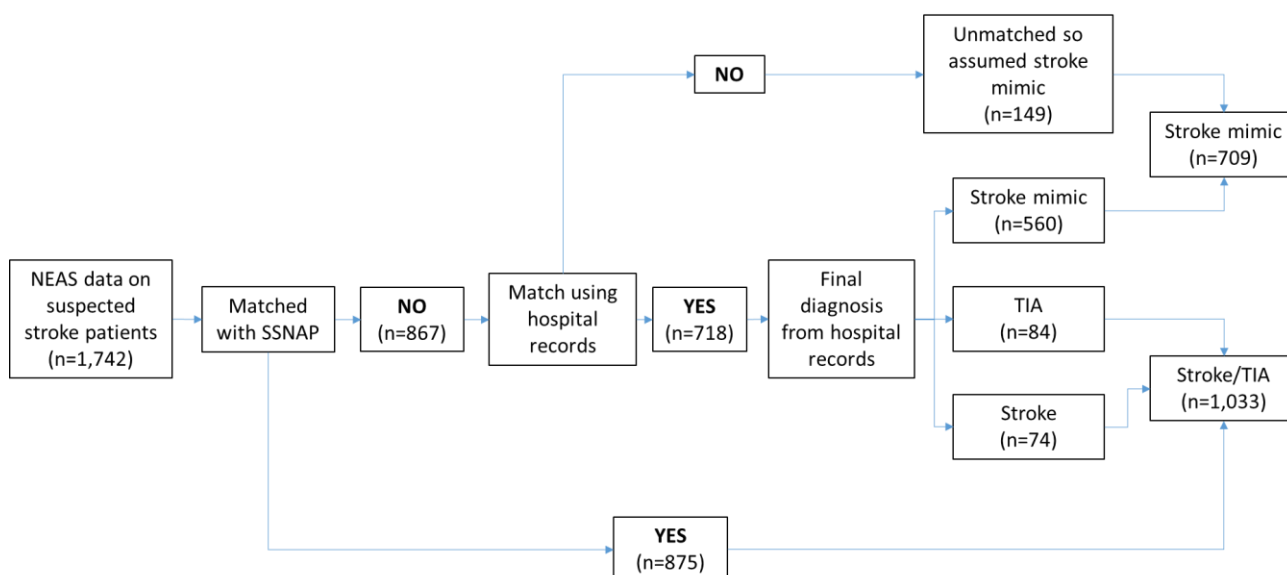 NO
Unmatched so
assumed stroke
mimic
(n=149)
Stroke mimic
(n=709)
Stroke mimic
(n=560)
NEAS data on
suspected
stroke patients
(n=1,742)
Matched
with SSNAP
NO
(n=867)
Match using
hospital
records
YES
(n=718)
Final
diagnosis
from hospital
records
TIA
(n=84)
Stroke
(n=74)
Stroke/TIA
(n=1,033)
YES
(n=875)